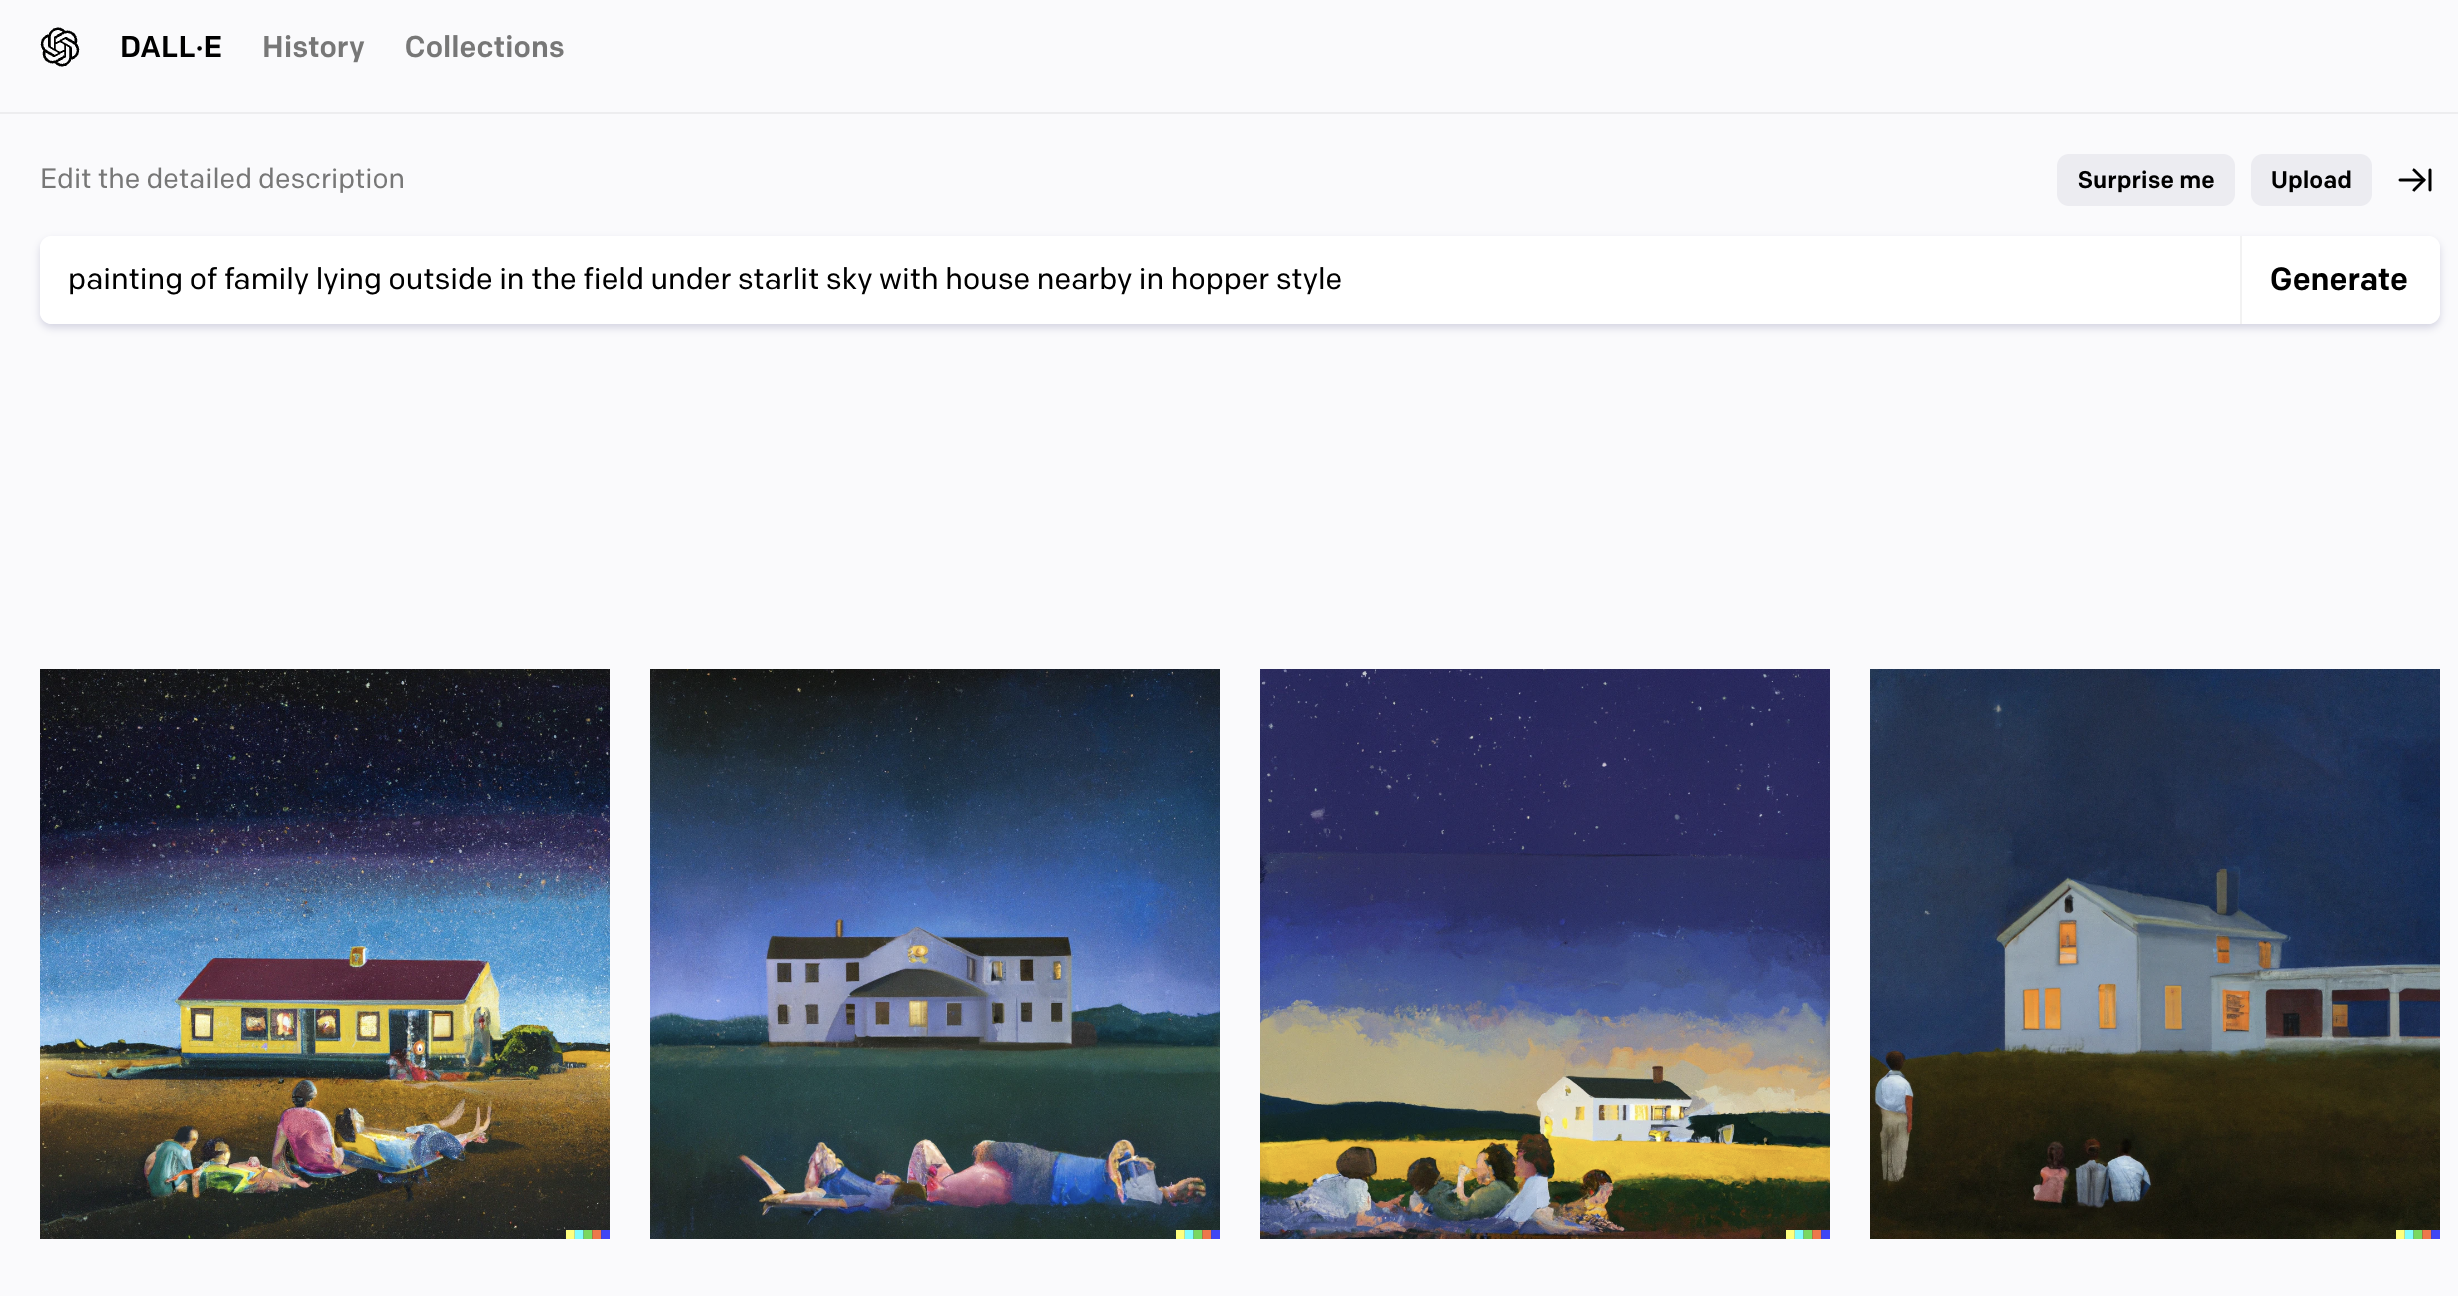 DALL·E History Collections
Edit the detailed description
Surprise me Upload
painting of family lying outside in the field under starlit sky with house nearby in hopper style
Generate